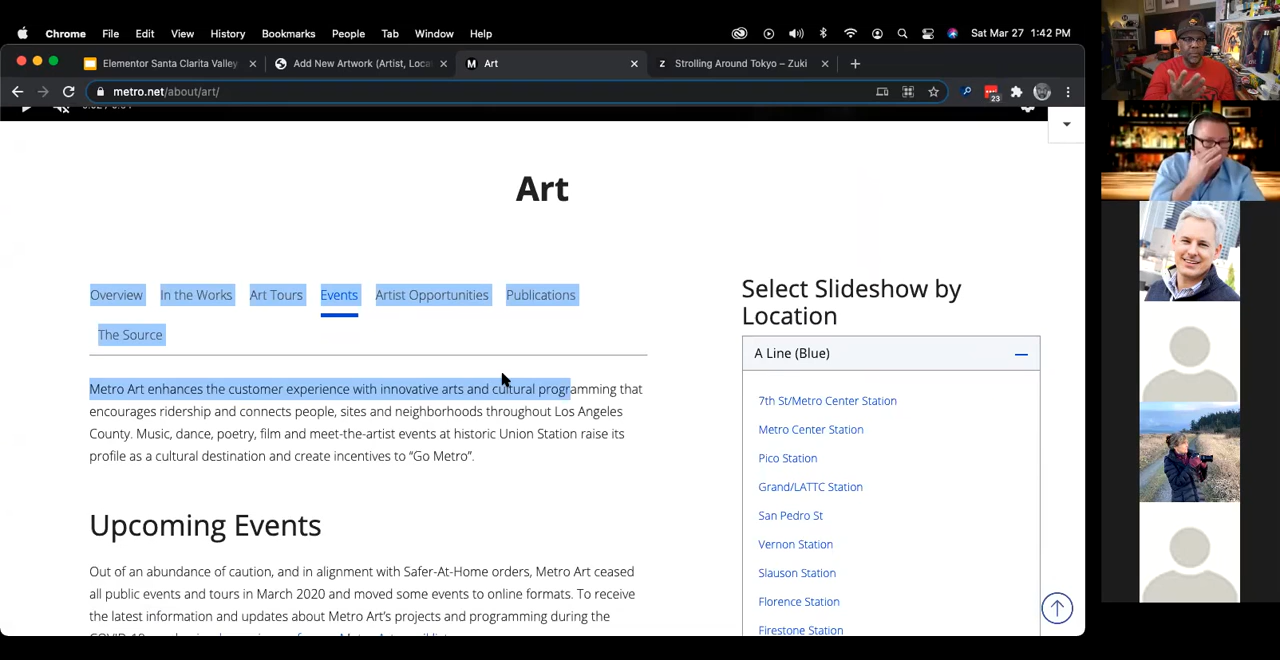 Chrome File Edit View History Bookmarks People Tab Window Help Sat Mar 27 1:42 PM
Elementor Santa Clarita Valley Add New Artwork (Artist, Loca Art Strolling Around Tokyo – Zuki
metro.net/about/art/
23
Art
Overview In the Works Art Tours Events Artist Opportunities Publications
The Source
Metro Art enhances the customer experience with innovative arts and cultural programming that
encourages ridership and connects people, sites and neighborhoods throughout Los Angeles
County. Music, dance, poetry, film and meet-the-artist events at historic Union Station raise its
profile as a cultural destination and create incentives to “Go Metro”.
Upcoming Events
Out of an abundance of caution, and in alignment with Safer-At-Home orders, Metro Art ceased
all public events and tours in March 2020 and moved some events to online formats. To receive
the latest information and updates about Metro Art's projects and programming during the
Select Slideshow by
Location
A Line (Blue)
7th St/Metro Center Station
Metro Center Station
Pico Station
Grand/LATTC Station
San Pedro St
Vernon Station
Slauson Station
Florence Station
Firestone Station